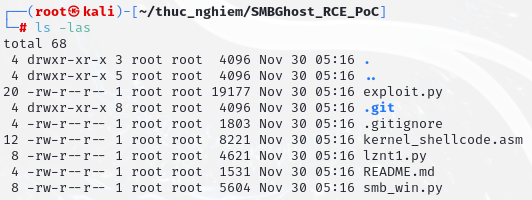 ┌──(root㉿kali)-[~/thuc_nghiem/SMBGhost_RCE_PoC]
└─# ls -las
total 68
 4 drwxr-xr-x 3 root root  4096 Nov 30 05:16 .
 4 drwxr-xr-x 5 root root  4096 Nov 30 05:16 ..
20 -rw-r--r-- 1 root root 19177 Nov 30 05:16 exploit.py
 4 drwxr-xr-x 8 root root  4096 Nov 30 05:16 .git
 4 -rw-r--r-- 1 root root  1803 Nov 30 05:16 .gitignore
12 -rw-r--r-- 1 root root  8221 Nov 30 05:16 kernel_shellcode.asm
 8 -rw-r--r-- 1 root root  4621 Nov 30 05:16 lznt1.py
 4 -rw-r--r-- 1 root root  1531 Nov 30 05:16 README.md
 8 -rw-r--r-- 1 root root  5604 Nov 30 05:16 smb_win.py